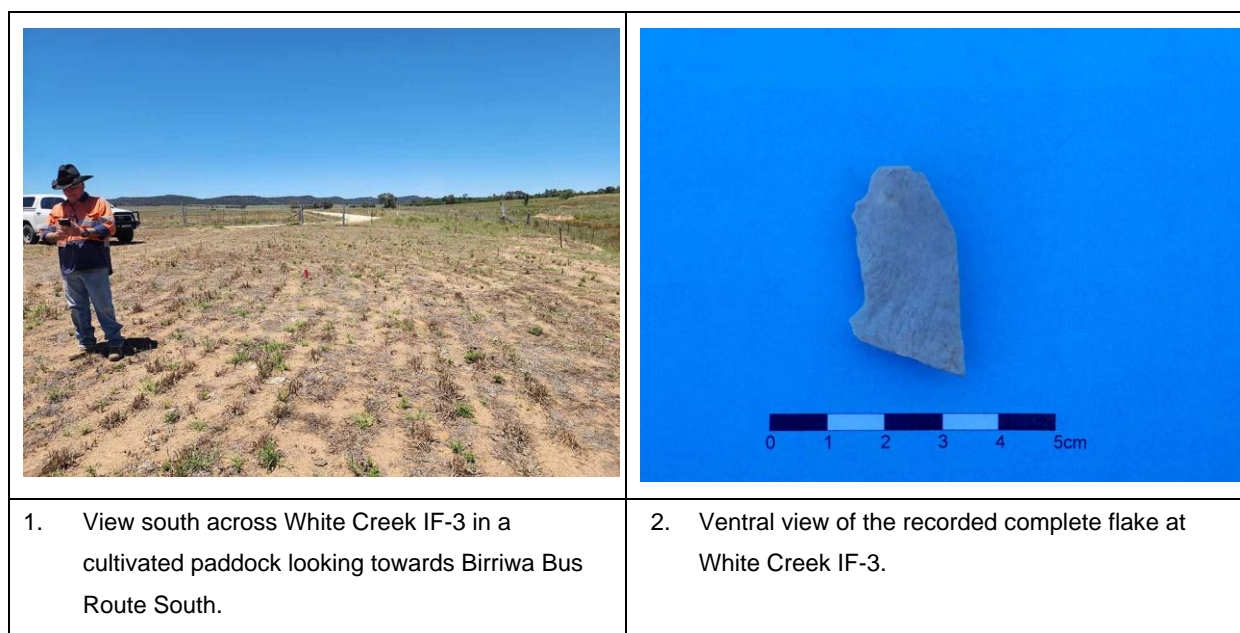 0 1 2 3 4 5cm
1. View south across White Creek IF-3 in a
cultivated paddock looking towards Birriwa Bus
Route South.
2. Ventral view of the recorded complete flake at
White Creek IF-3.